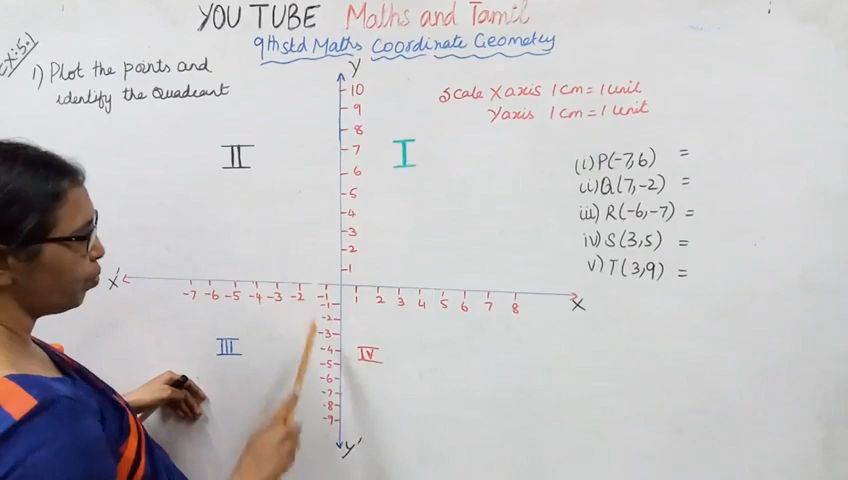 YOU TUBE Maths and Tamil
9th std Maths Coordinate Geometry
Ex:5.1
1) Plot the points and
identify the Quadrant
Scale X axis 1 cm = 1 unit
Y axis 1 cm = 1 unit
Y
10
9
8
7
6
5
4
3
2
1
II
I
(i) P(-7,6) =
ii) Q(7,-2) =
iii) R(-6,-7) =
iv) S(3,5) =
v) T(3,9) =
X'
-7 -6 -5 -4 -3 -2 -1 1 2 3 4 5 6 7 8
X
-1
-2
-3
-4
-5
-6
-7
-8
-9
III
IV
Y'